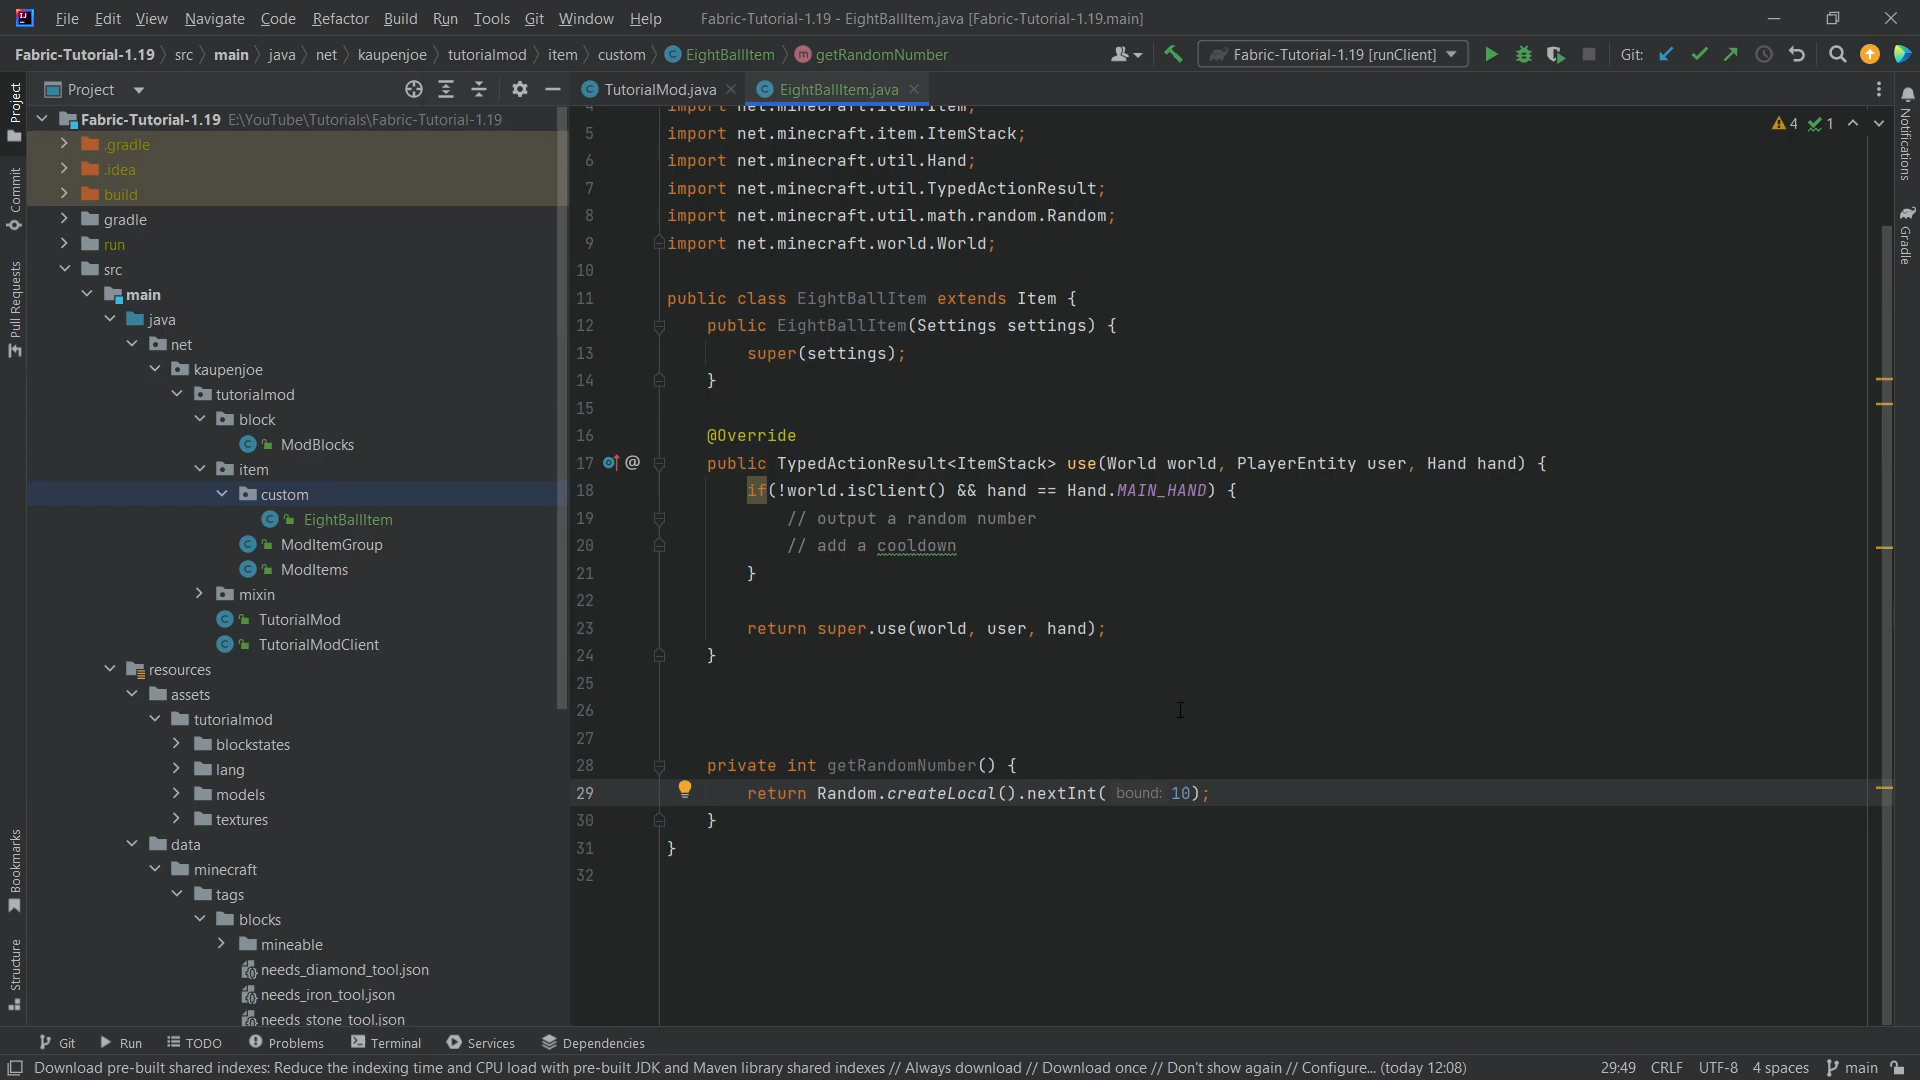 File Edit View Navigate Code Refactor Build Run Tools Git Window Help Fabric-Tutorial-1.19 - EightBallItem.java [Fabric-Tutorial-1.19.main]
Fabric-Tutorial-1.19 src main java net kaupenjoe tutorialmod item custom EightBallItem getRandomNumber Fabric-Tutorial-1.19 [runClient] Git:
Project TutorialMod.java EightBallItem.java
Fabric-Tutorial-1.19 E:\YouTube\Tutorials\Fabric-Tutorial-1.19
.gradle
.idea
build
gradle
run
src
main
java
net
kaupenjoe
tutorialmod
block
ModBlocks
item
custom
EightBallItem
ModItemGroup
ModItems
mixin
TutorialMod
TutorialModClient
resources
assets
tutorialmod
blockstates
lang
models
textures
data
minecraft
tags
blocks
mineable
needs_diamond_tool.json
needs_iron_tool.json
needs_stone_tool.json
Project
Commit
Pull Requests
Bookmarks
Structure
4 import net.minecraft.item.Item;
5 import net.minecraft.item.ItemStack;
6 import net.minecraft.util.Hand;
7 import net.minecraft.util.TypedActionResult;
8 import net.minecraft.util.math.random.Random;
9 import net.minecraft.world.World;
10
11 public class EightBallItem extends Item {
12 public EightBallItem(Settings settings) {
13 super(settings);
14 }
15
16 @Override
17 @ public TypedActionResult<ItemStack> use(World world, PlayerEntity user, Hand hand) {
18 if(!world.isClient() && hand == Hand.MAIN_HAND) {
19 // output a random number
20 // add a cooldown
21 }
22
23 return super.use(world, user, hand);
24 }
25
26
27
28 private int getRandomNumber() {
29 return Random.createLocal().nextInt( bound: 10);
30 }
31 }
32
4 1
Notifications
Gradle
Git Run TODO Problems Terminal Services Dependencies
Download pre-built shared indexes: Reduce the indexing time and CPU load with pre-built JDK and Maven library shared indexes // Always download // Download once // Don't show again // Configure... (today 12:08) 29:49 CRLF UTF-8 4 spaces main